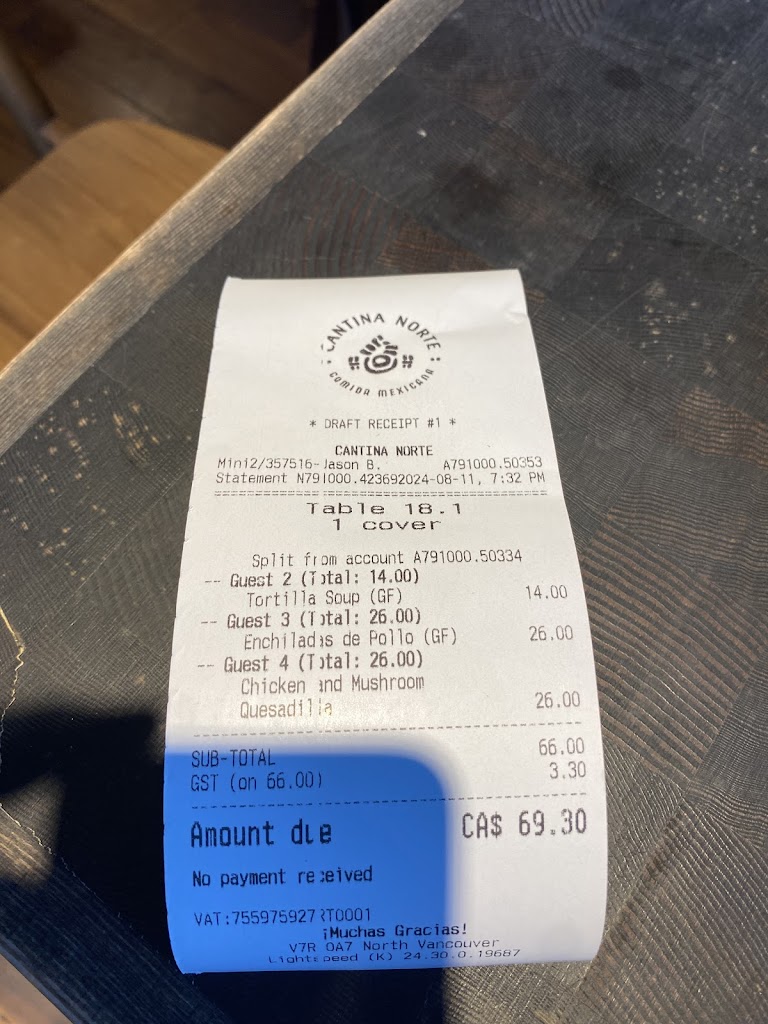 CANTINA NORTE
COMIDA MEXICANA
* DRAFT RECEIPT #1 *
CANTINA NORTE
Mini2/357516-Jason B. A791000.50353
Statement N791000.423692024-08-11, 7:32 PM
Table 18.1
1 cover
Split from account A791000.50334
-- Guest 2 (Total: 14.00)
Tortilla Soup (GF) 14.00
-- Guest 3 (Total: 26.00)
Enchiladas de Pollo (GF) 26.00
-- Guest 4 (Total: 26.00)
Chicken and Mushroom
Quesadilla 26.00
SUB-TOTAL 66.00
GST (on 66.00) 3.30
Amount due CA$ 69.30
No payment received
VAT:755975927RT0001
¡Muchas Gracias!
V7R 0A7 North Vancouver
Lightspeed (K) 24.30.0.19687